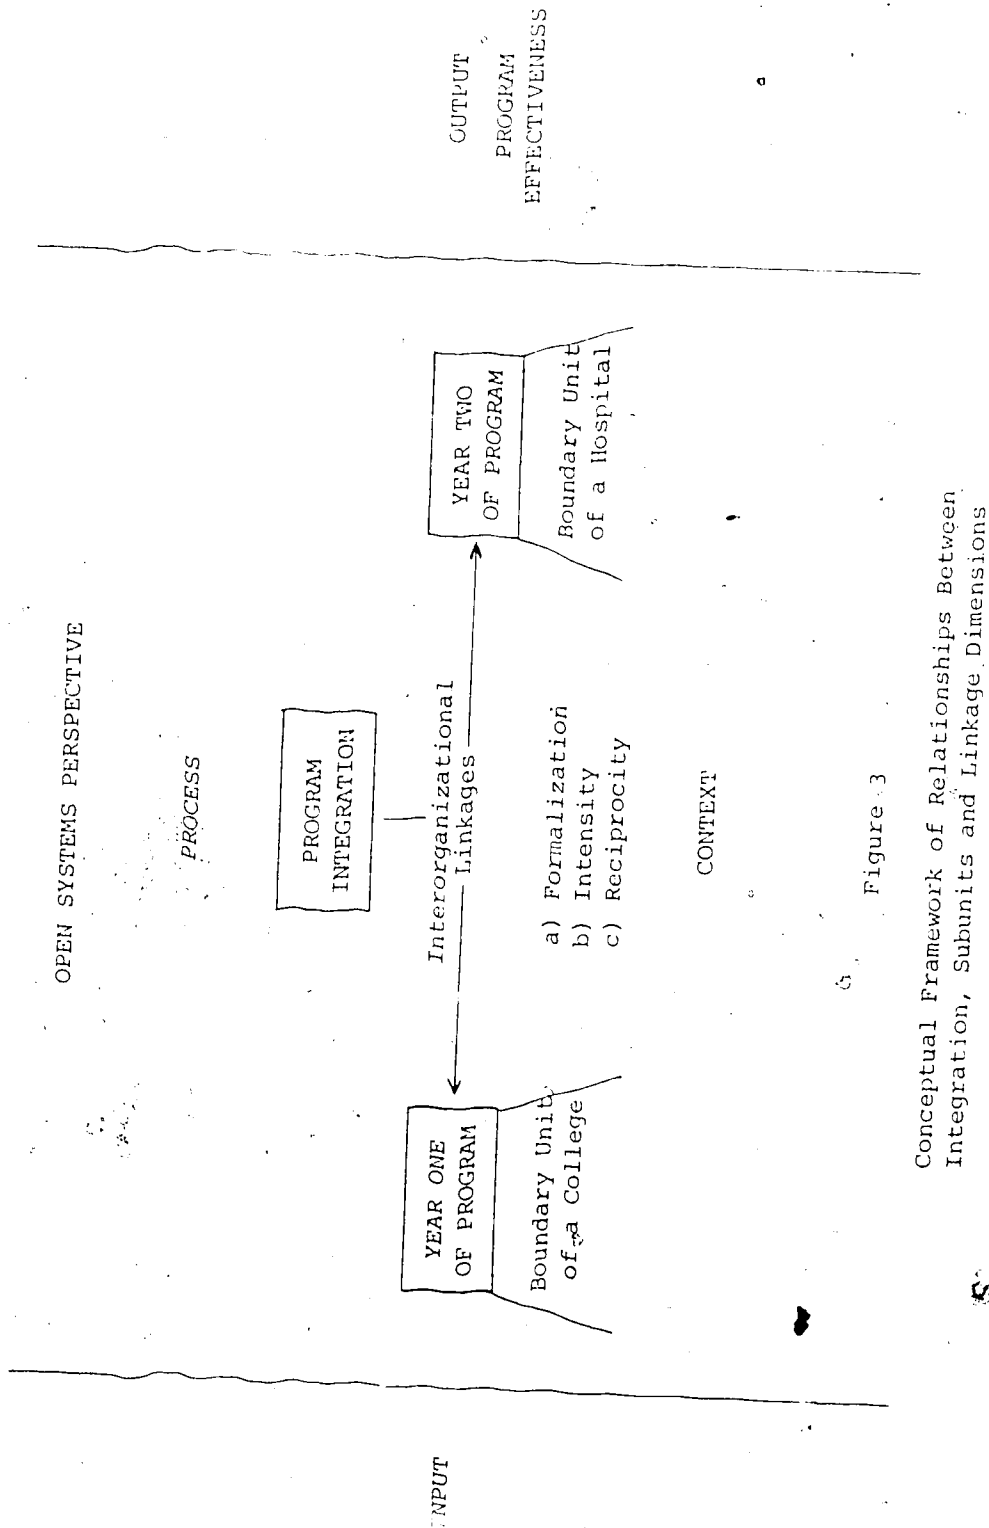 OPEN SYSTEMS PERSPECTIVE
PROCESS
PROGRAM
INTEGRATION
Interorganizational
Linkages
NPUT
YEAR ONE
OF PROGRAM
Boundary Unit
of a College
a) Formalization
b) Intensity
c) Reciprocity
YEAR TWO
OF PROGRAM
Boundary Unit
of a Hospital
OUTPUT
PROGRAM
EFFECTIVENESS
CONTEXT
Figure 3
Conceptual Framework of Relationships Between
Integration, Subunits and Linkage Dimensions